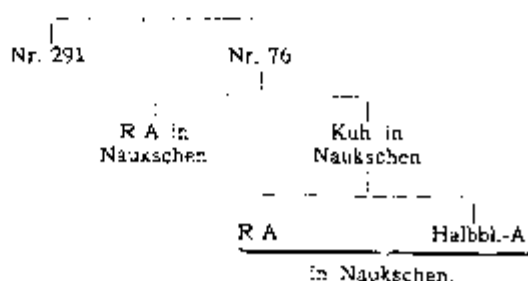 Nr. 291 Nr. 76
R A in Kuh in
Naukschen Naukschen
R A Halbbl.-A
in Naukschen.